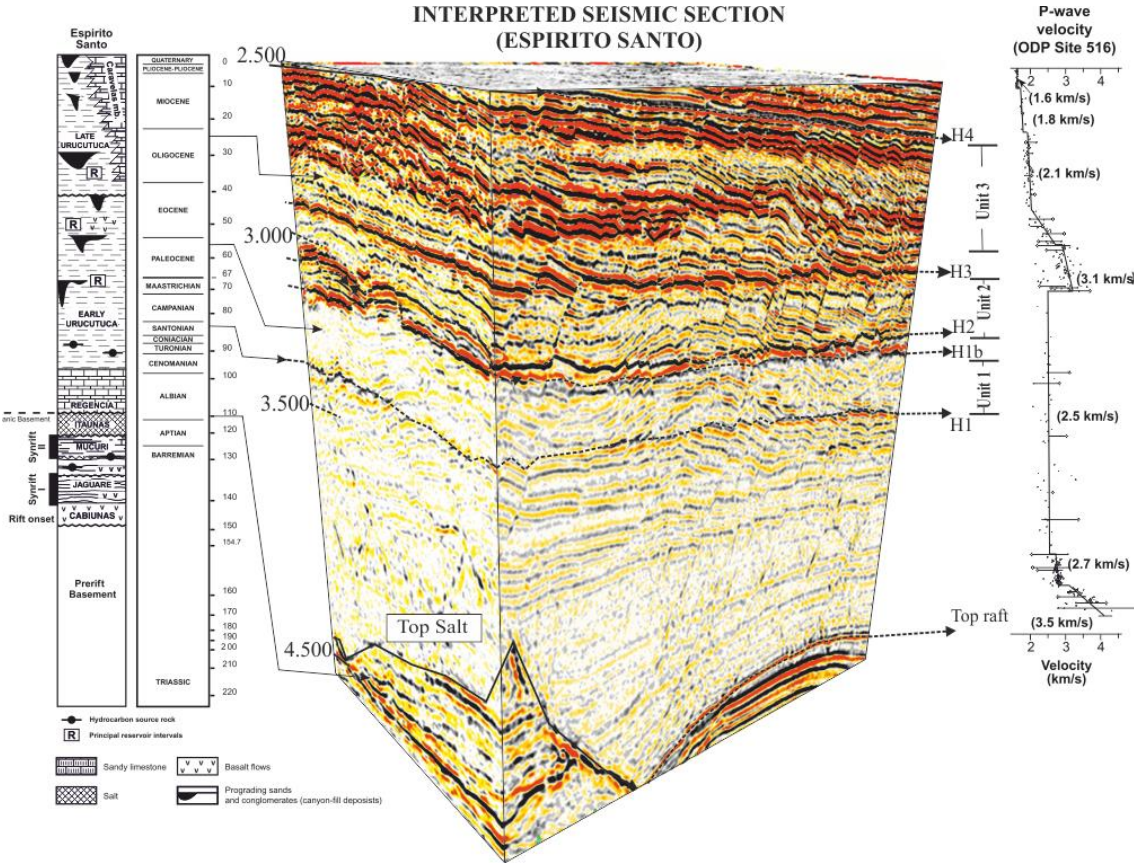 INTERPRETED SEISMIC SECTION
(ESPIRITO SANTO)
Espirito
Santo
Caravelas mb.
LATE
URUCUTUCA
R
R
R
EARLY
URUCUTUCA
REGENCIA
ITAUNAS
MUCURI
JAGUARE
CABIUNAS
Prerift
Basement
anic Basement
Synrift
II
Synrift
I
Rift onset
QUATERNARY
PLIOCENE-PLIOCENE
MIOCENE
OLIGOCENE
EOCENE
PALEOCENE
MAASTRICHIAN
CAMPANIAN
SANTONIAN
CONIACIAN
TURONIAN
CENOMANIAN
ALBIAN
APTIAN
BARREMIAN
TRIASSIC
0
10
20
30
40
50
60
67
70
80
90
100
110
120
130
140
150
154.7
160
170
180
190
200
210
220
2.500
3.000
3.500
4.500
Top Salt
H4
Unit 3
H3
Unit 2
H2
H1b
Unit 1
H1
Top raft
P-wave
velocity
(ODP Site 516)
2 3 4
(1.6 km/s)
(1.8 km/s)
(2.1 km/s)
(3.1 km/s)
(2.5 km/s)
(2.7 km/s)
(3.5 km/s)
2 3 4
Velocity
(km/s)
Hydrocarbon source rock
R Principal reservoir intervals
Sandy limestone
Basalt flows
Salt
Prograding sands
and conglomerates (canyon-fill deposists)